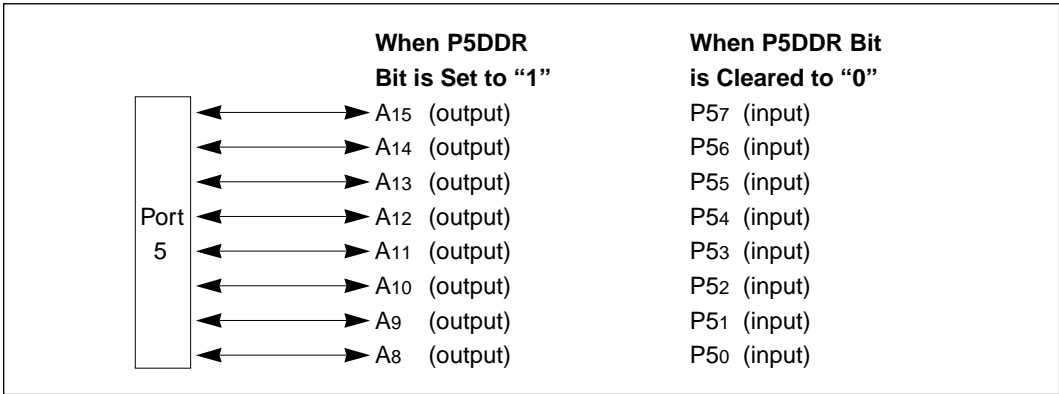 When P5DDR When P5DDR Bit
Bit is Set to “1” is Cleared to “0”
A15 (output) P57 (input)
A14 (output) P56 (input)
A13 (output) P55 (input)
Port A12 (output) P54 (input)
5 A11 (output) P53 (input)
A10 (output) P52 (input)
A9 (output) P51 (input)
A8 (output) P50 (input)